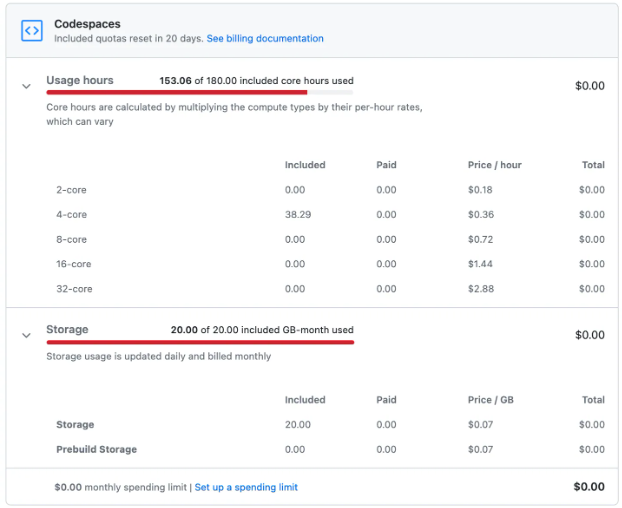 Codespaces
Included quotas reset in 20 days. See billing documentation
Usage hours 153.06 of 180.00 included core hours used $0.00
Core hours are calculated by multiplying the compute types by their per-hour rates,
which can vary
Included Paid Price / hour Total
2-core 0.00 0.00 $0.18 $0.00
4-core 38.29 0.00 $0.36 $0.00
8-core 0.00 0.00 $0.72 $0.00
16-core 0.00 0.00 $1.44 $0.00
32-core 0.00 0.00 $2.88 $0.00
Storage 20.00 of 20.00 included GB-month used $0.00
Storage usage is updated daily and billed monthly
Included Paid Price / GB Total
Storage 20.00 0.00 $0.07 $0.00
Prebuild Storage 0.00 0.00 $0.07 $0.00
$0.00 monthly spending limit | Set up a spending limit $0.00